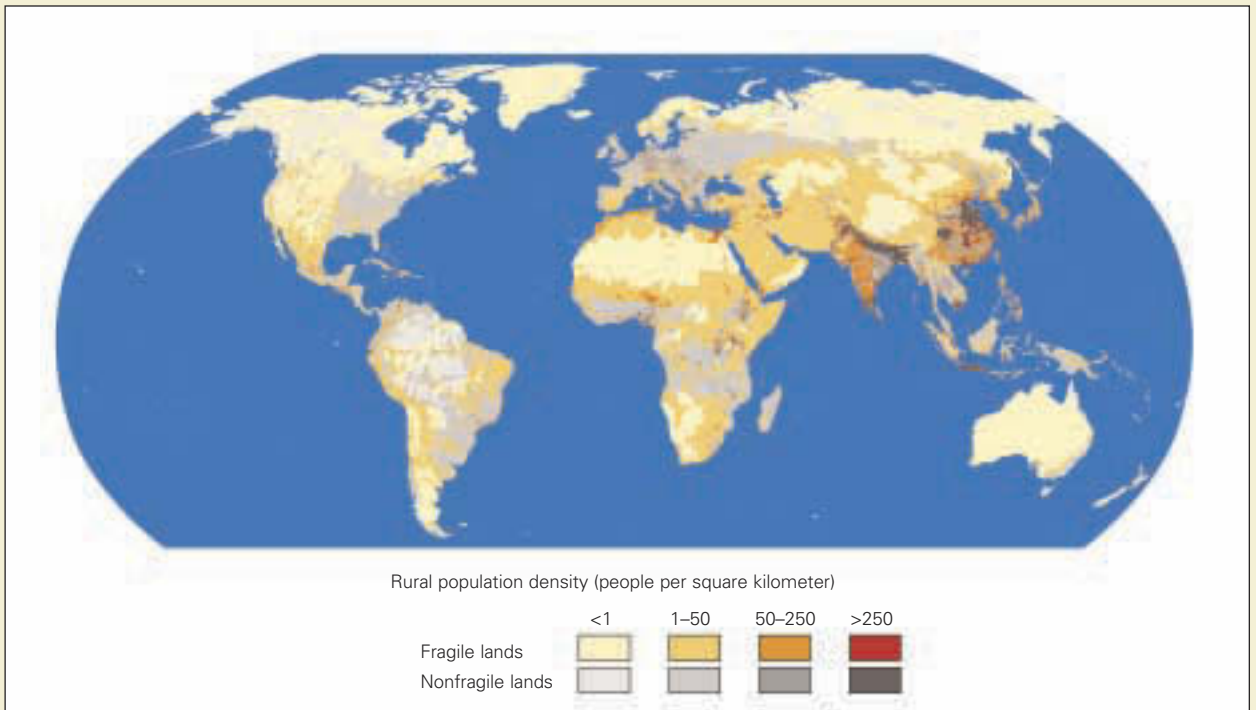 Rural population density (people per square kilometer)
<1 1–50 50–250 >250
Fragile lands
Nonfragile lands